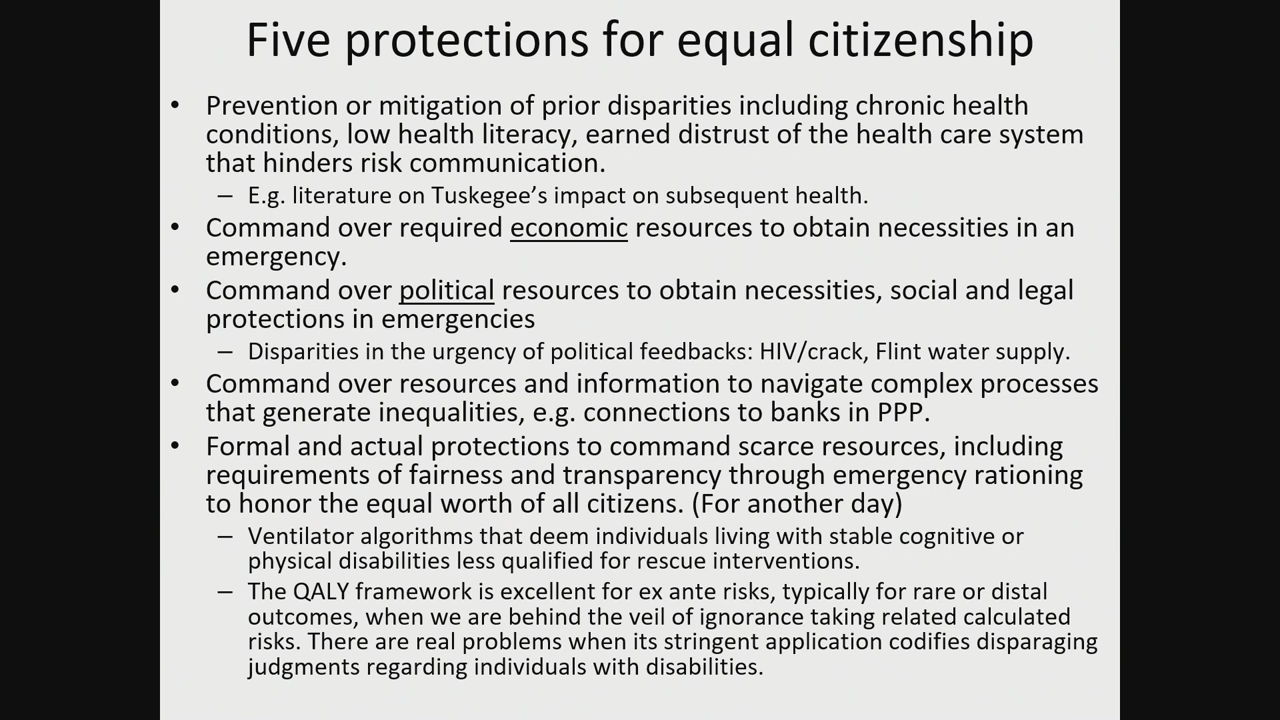 Five protections for equal citizenship
• Prevention or mitigation of prior disparities including chronic health
conditions, low health literacy, earned distrust of the health care system
that hinders risk communication.
– E.g. literature on Tuskegee’s impact on subsequent health.
• Command over required economic resources to obtain necessities in an
emergency.
• Command over political resources to obtain necessities, social and legal
protections in emergencies
– Disparities in the urgency of political feedbacks: HIV/crack, Flint water supply.
• Command over resources and information to navigate complex processes
that generate inequalities, e.g. connections to banks in PPP.
• Formal and actual protections to command scarce resources, including
requirements of fairness and transparency through emergency rationing
to honor the equal worth of all citizens. (For another day)
– Ventilator algorithms that deem individuals living with stable cognitive or
physical disabilities less qualified for rescue interventions.
– The QALY framework is excellent for ex ante risks, typically for rare or distal
outcomes, when we are behind the veil of ignorance taking related calculated
risks. There are real problems when its stringent application codifies disparaging
judgments regarding individuals with disabilities.